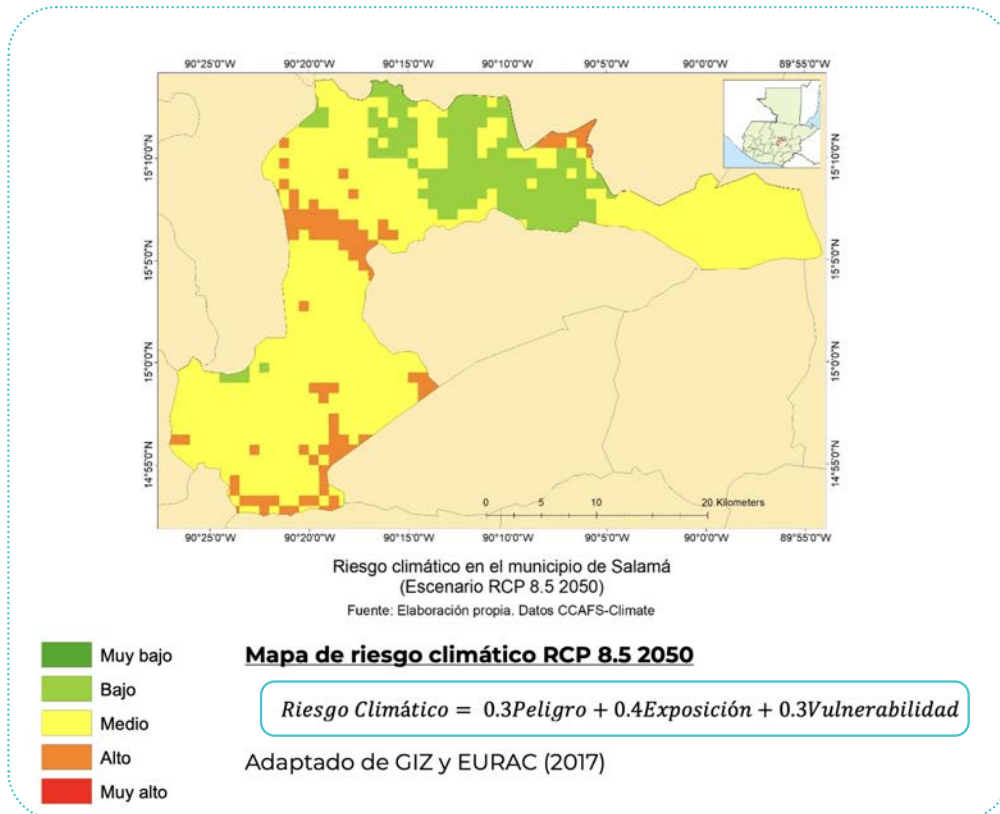 90°25'0"W 90°20'0"W 90°15'0"W 90°10'0"W 90°5'0"W 90°0'0"W 89°55'0"W
15°10'0"N 15°10'0"N
15°5'0"N 15°5'0"N
15°0'0"N 15°0'0"N
14°55'0"N 14°55'0"N
0 5 10 20 Kilometers
90°25'0"W 90°20'0"W 90°15'0"W 90°10'0"W 90°5'0"W 90°0'0"W 89°55'0"W
Riesgo climático en el municipio de Salamá
(Escenario RCP 8.5 2050)
Fuente: Elaboración propia. Datos CCAFS-Climate
Muy bajo
Bajo
Medio
Alto
Muy alto
Mapa de riesgo climático RCP 8.5 2050
Riesgo Climático = 0.3Peligro + 0.4Exposición + 0.3Vulnerabilidad
Adaptado de GIZ y EURAC (2017)